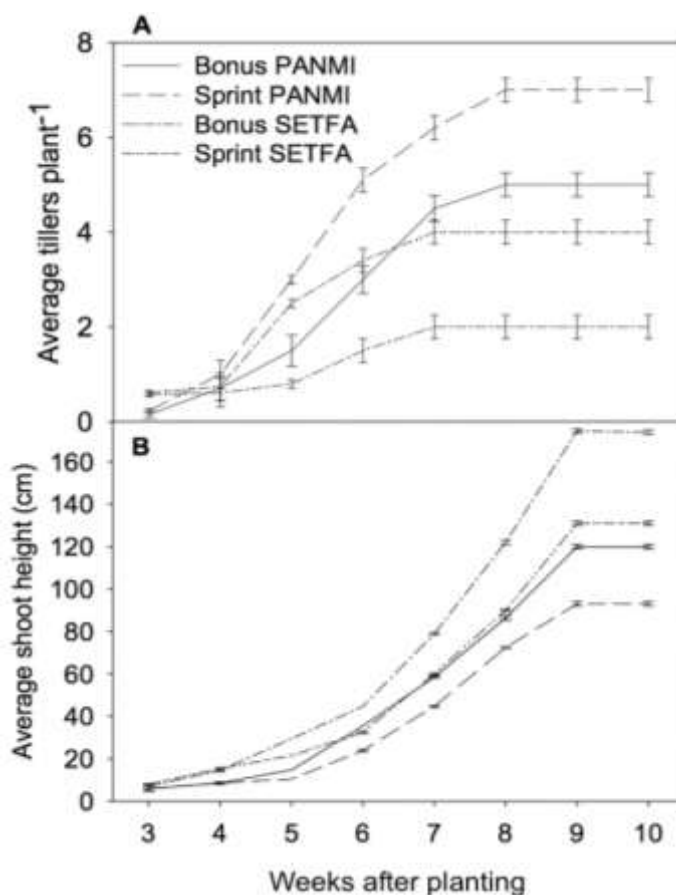 A
8
6
4
2
0
Average tillers plant⁻¹
Bonus PANMI
Sprint PANMI
Bonus SETFA
Sprint SETFA
B
160
140
120
100
80
60
40
20
0
Average shoot height (cm)
3 4 5 6 7 8 9 10
Weeks after planting